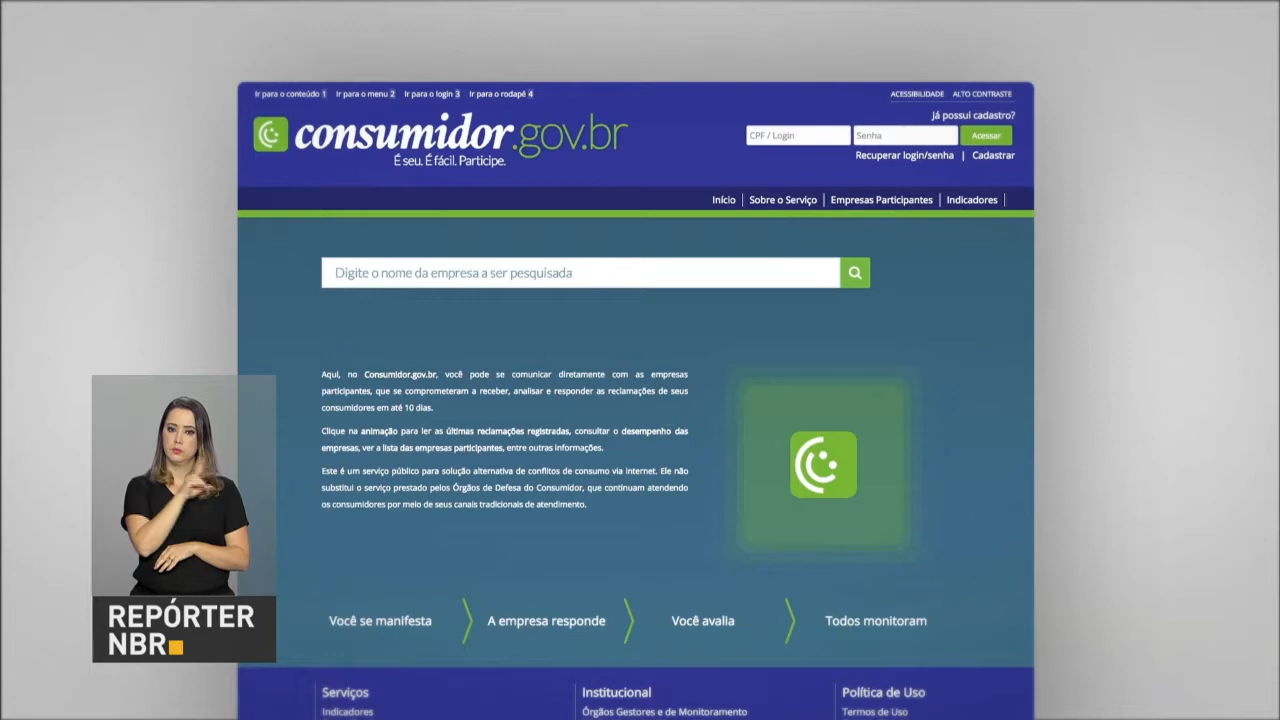 Ir para o conteúdo 1 Ir para o menu 2 Ir para o login 3 Ir para o rodapé 4
ACESSIBILIDADE ALTO CONTRASTE
Já possui cadastro?
consumidor.gov.br
É seu. É fácil. Participe.
CPF / Login Senha Acessar
Recuperar login/senha | Cadastrar
Início Sobre o Serviço Empresas Participantes Indicadores
Digite o nome da empresa a ser pesquisada
Aqui, no Consumidor.gov.br, você pode se comunicar diretamente com as empresas
participantes, que se comprometeram a receber, analisar e responder as reclamações de seus
consumidores em até 10 dias.
Clique na animação para ler as últimas reclamações registradas, consultar o desempenho das
empresas, ver a lista das empresas participantes, entre outras informações.
Este é um serviço público para solução alternativa de conflitos de consumo via internet. Ele não
substitui o serviço prestado pelos Órgãos de Defesa do Consumidor, que continuam atendendo
os consumidores por meio de seus canais tradicionais de atendimento.
Você se manifesta A empresa responde Você avalia Todos monitoram
REPÓRTER
NBR
Serviços Institucional Política de Uso
Indicadores Órgãos Gestores e de Monitoramento Termos de Uso